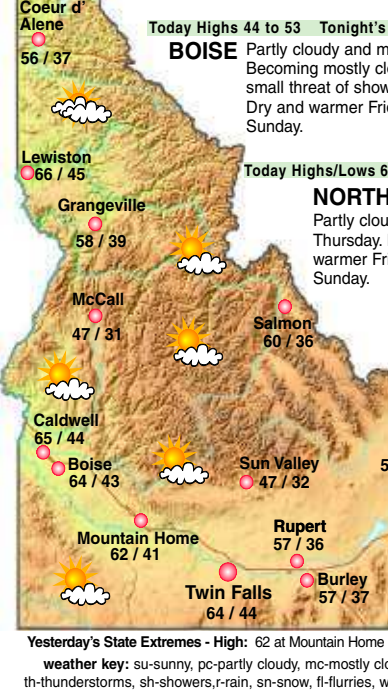 Coeur d'
Alene
56 / 37
Today Highs 44 to 53 Tonight's
BOISE Partly cloudy and m
Becoming mostly clo
small threat of show
Dry and warmer Frid
Sunday.
Lewiston
66 / 45
Today Highs/Lows 6
NORTH
Partly clou
Thursday.
warmer Fri
Sunday.
Grangeville
58 / 39
McCall
47 / 31
Salmon
60 / 36
Caldwell
65 / 44
Boise
64 / 43
Sun Valley
47 / 32
5
Mountain Home
62 / 41
Rupert
57 / 36
Twin Falls
64 / 44
Burley
57 / 37
Yesterday's State Extremes - High: 62 at Mountain Home
weather key: su-sunny, pc-partly cloudy, mc-mostly clo
th-thunderstorms, sh-showers,r-rain, sn-snow, fl-flurries, w